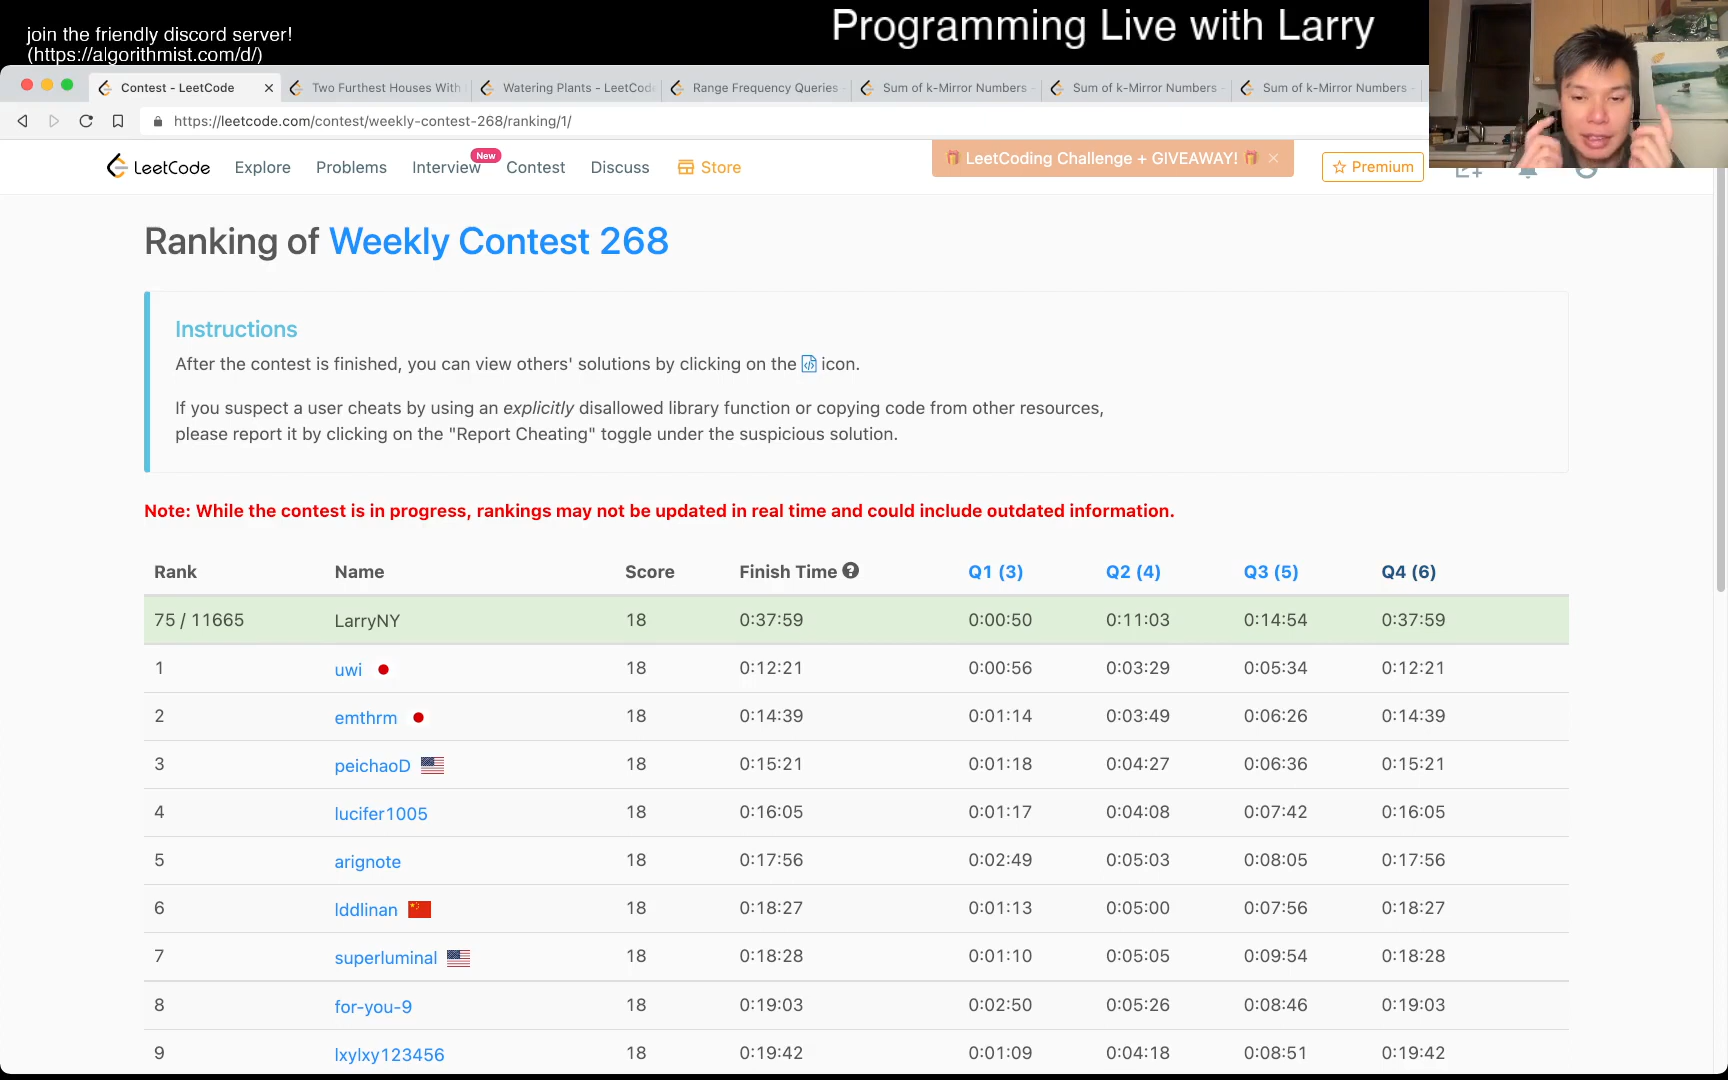 join the friendly discord server!
(https://algorithmist.com/d/)
Programming Live with Larry
Contest - LeetCode
Two Furthest Houses With
Watering Plants - LeetCode
Range Frequency Queries
Sum of k-Mirror Numbers -
Sum of k-Mirror Numbers -
Sum of k-Mirror Numbers -
https://leetcode.com/contest/weekly-contest-268/ranking/1/
LeetCode Explore Problems Interview New Contest Discuss Store
LeetCoding Challenge + GIVEAWAY!
Premium
Ranking of Weekly Contest 268
Instructions
After the contest is finished, you can view others' solutions by clicking on the icon.
If you suspect a user cheats by using an explicitly disallowed library function or copying code from other resources,
please report it by clicking on the "Report Cheating" toggle under the suspicious solution.
Note: While the contest is in progress, rankings may not be updated in real time and could include outdated information.
Rank Name Score Finish Time Q1 (3) Q2 (4) Q3 (5) Q4 (6)
75 / 11665 LarryNY 18 0:37:59 0:00:50 0:11:03 0:14:54 0:37:59
1 uwi 18 0:12:21 0:00:56 0:03:29 0:05:34 0:12:21
2 emthrm 18 0:14:39 0:01:14 0:03:49 0:06:26 0:14:39
3 peichaoD 18 0:15:21 0:01:18 0:04:27 0:06:36 0:15:21
4 lucifer1005 18 0:16:05 0:01:17 0:04:08 0:07:42 0:16:05
5 arignote 18 0:17:56 0:02:49 0:05:03 0:08:05 0:17:56
6 lddlinan 18 0:18:27 0:01:13 0:05:00 0:07:56 0:18:27
7 superluminal 18 0:18:28 0:01:10 0:05:05 0:09:54 0:18:28
8 for-you-9 18 0:19:03 0:02:50 0:05:26 0:08:46 0:19:03
9 lxylxy123456 18 0:19:42 0:01:09 0:04:18 0:08:51 0:19:42